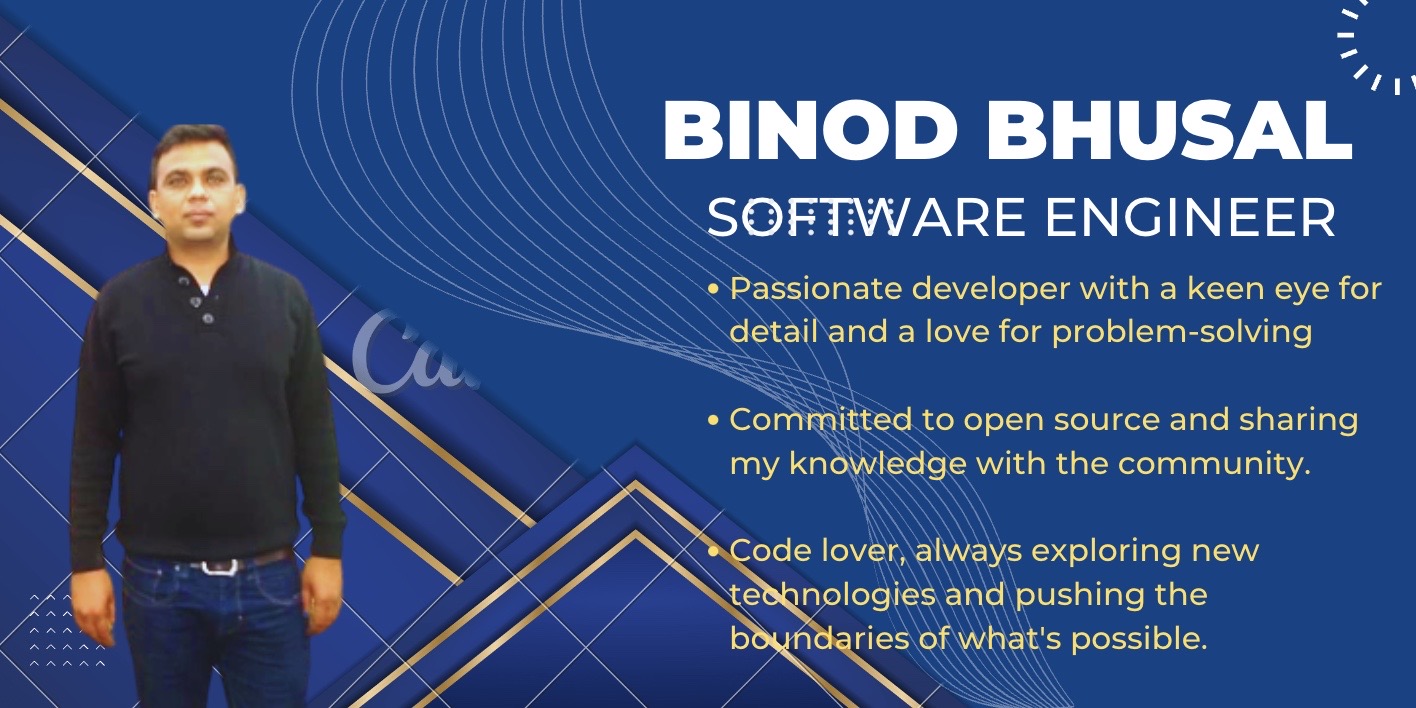 BINOD BHUSAL
SOFTWARE ENGINEER
• Passionate developer with a keen eye for
detail and a love for problem-solving
• Committed to open source and sharing
my knowledge with the community.
• Code lover, always exploring new
technologies and pushing the
boundaries of what's possible.